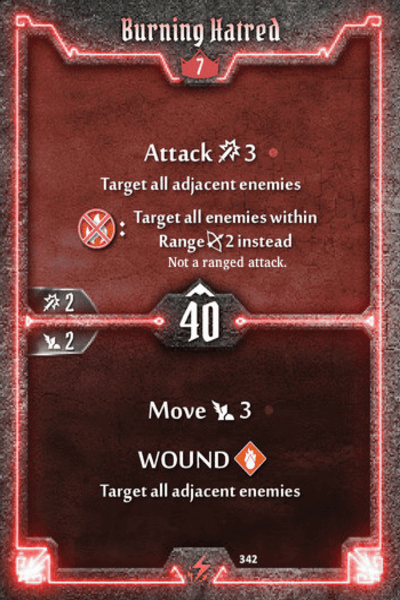 Burning Hatred
7
Attack 3
Target all adjacent enemies
: Target all enemies within
Range 2 instead
Not a ranged attack.
2
40
2
Move 3
WOUND
Target all adjacent enemies
342